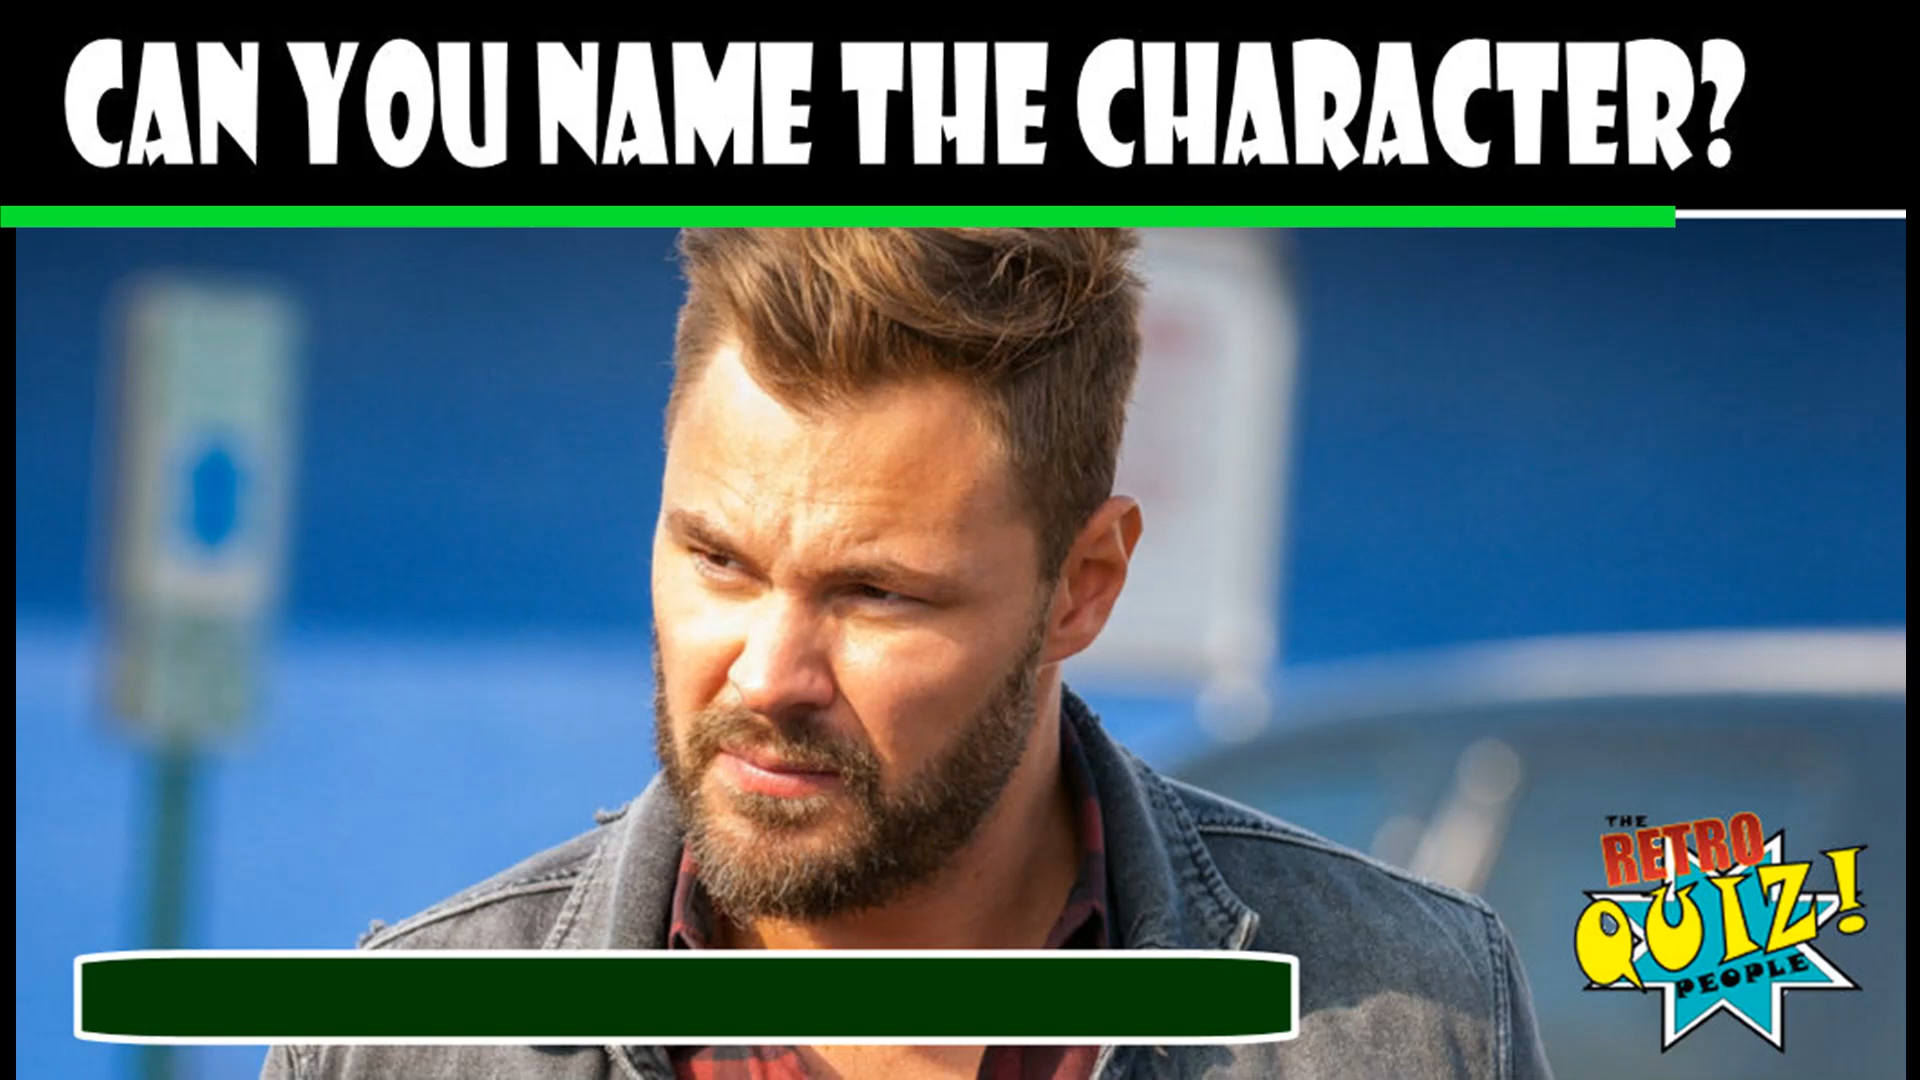 CAN YOU NAME THE CHARACTER?
THE
RETRO
QUIZ!
PEOPLE